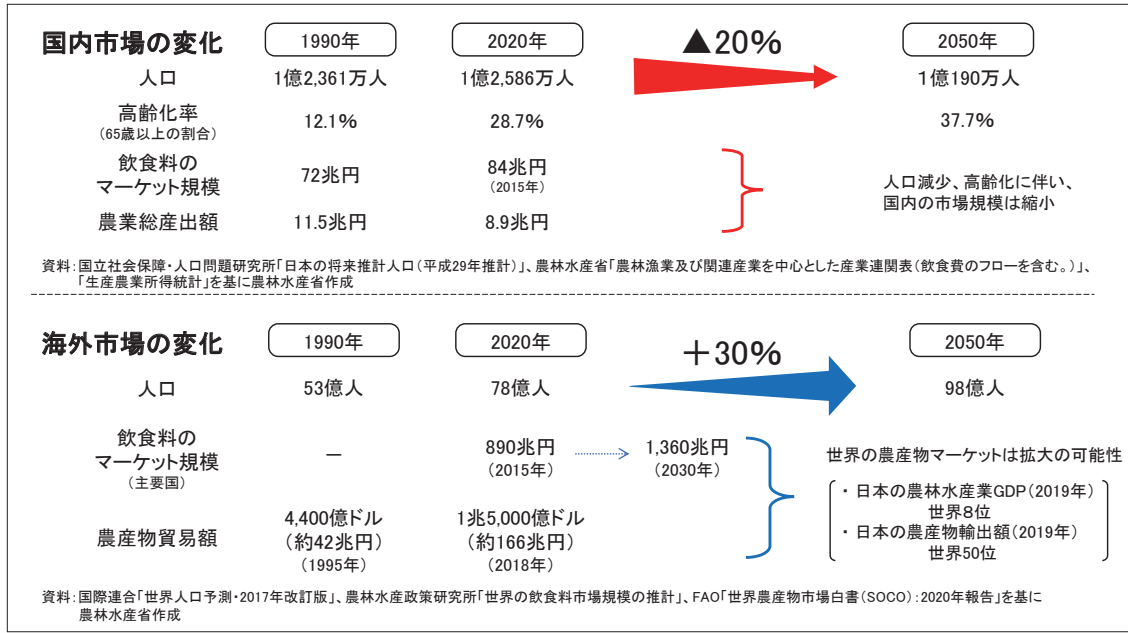 国内市場の変化 1990年 2020年 ▲20% 2050年
人口 1億2,361万人 1億2,586万人 1億190万人
高齢化率 12.1% 28.7% 37.7%
(65歳以上の割合)
飲食料の
マーケット規模 72兆円 84兆円
(2015年)
人口減少、高齢化に伴い、
国内の市場規模は縮小
農業総産出額 11.5兆円 8.9兆円
資料：国立社会保障・人口問題研究所「日本の将来推計人口(平成29年推計)」、農林水産省「農林漁業及び関連産業を中心とした産業連関表(飲食費のフローを含む。)」、
「生産農業所得統計」を基に農林水産省作成
海外市場の変化 1990年 2020年 ＋30% 2050年
人口 53億人 78億人 98億人
飲食料の
マーケット規模
(主要国)
－
890兆円
(2015年)
1,360兆円
(2030年)
世界の農産物マーケットは拡大の可能性
・日本の農林水産業GDP(2019年)
世界8位
・日本の農産物輸出額(2019年)
世界50位
農産物貿易額
4,400億ドル
(約42兆円)
(1995年)
1兆5,000億ドル
(約166兆円)
(2018年)
資料：国際連合「世界人口予測・2017年改訂版」、農林水産政策研究所「世界の飲食料市場規模の推計」、FAO「世界農産物市場白書(SOCO)：2020年報告」を基に
農林水産省作成